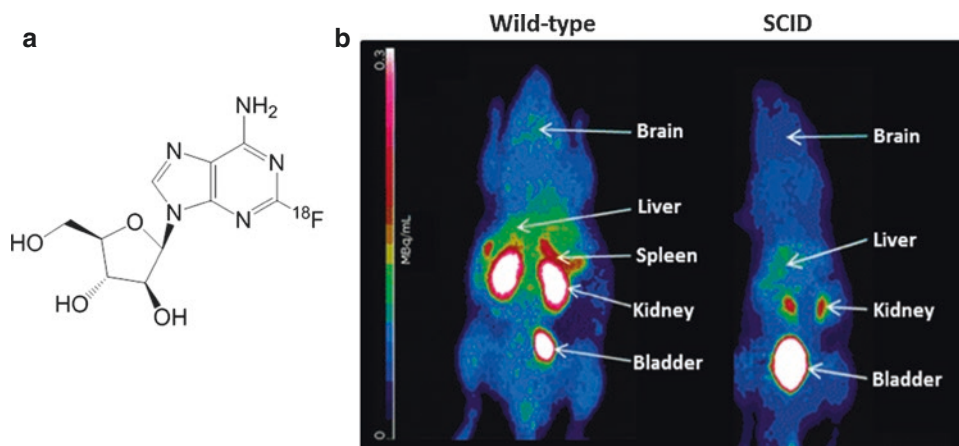 a
NH₂
N
N
N
N
¹⁸F
O
HO
HO
OH
b
Wild-type
SCID
0.3
MBq/mL
0
Brain
Liver
Spleen
Kidney
Bladder
Brain
Liver
Kidney
Bladder